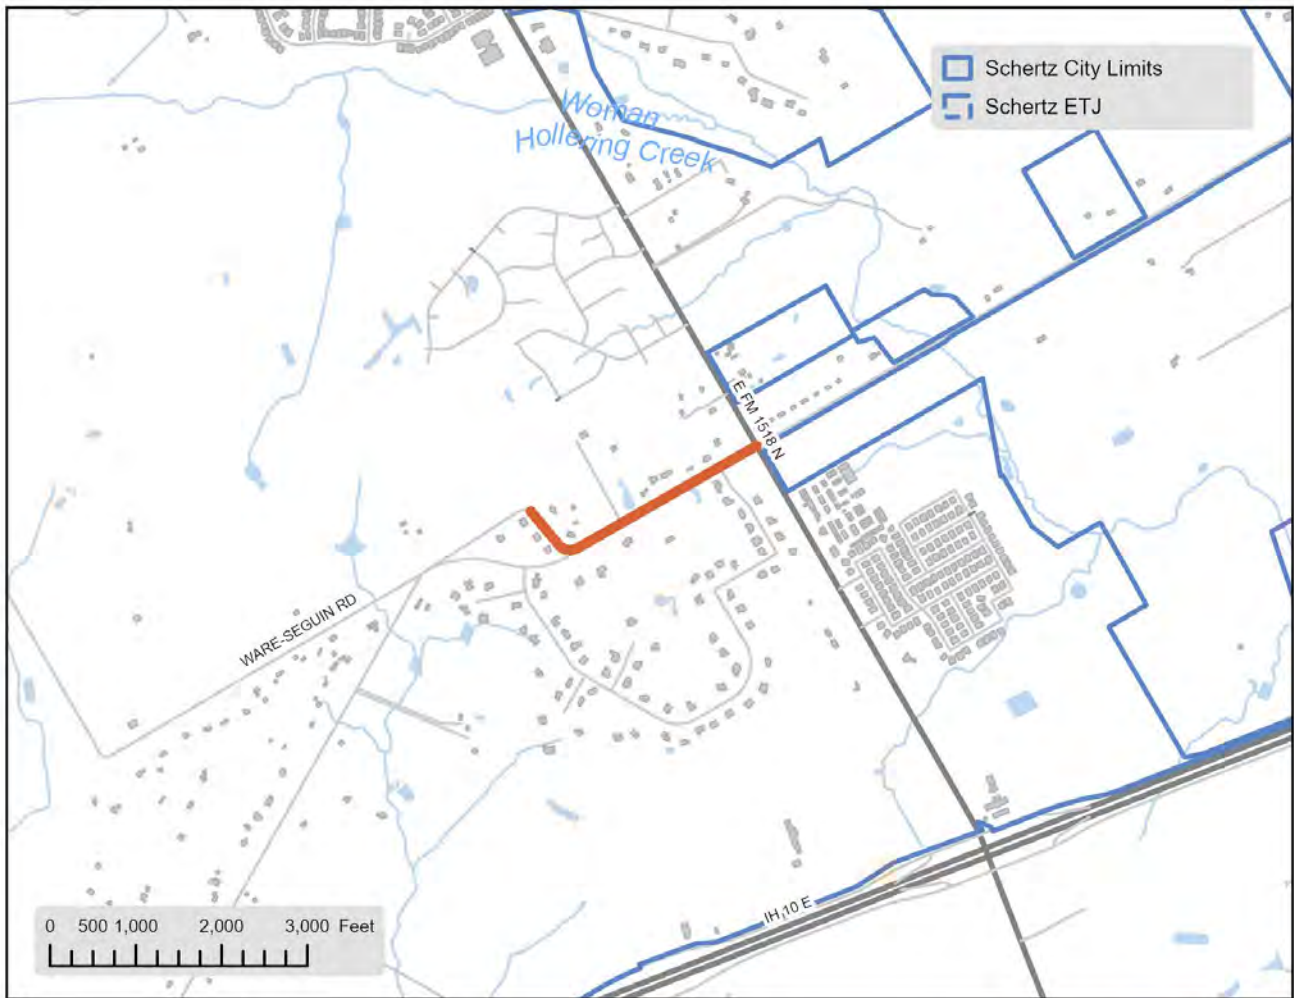 Schertz City Limits
Schertz ETJ
Woman
Hollering Creek
E FM 1518 N
WARE-SEGUIN RD
IH 10 E
0 500 1,000 2,000 3,000 Feet